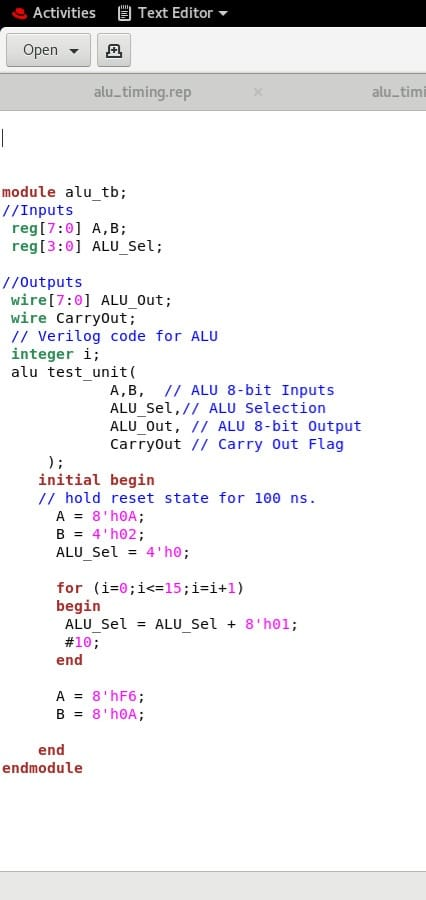 Activities Text Editor
Open
alu_timing.rep × alu_timi
module alu_tb;
//Inputs
reg[7:0] A,B;
reg[3:0] ALU_Sel;
//Outputs
wire[7:0] ALU_Out;
wire CarryOut;
// Verilog code for ALU
integer i;
alu test_unit(
A,B, // ALU 8-bit Inputs
ALU_Sel,// ALU Selection
ALU_Out, // ALU 8-bit Output
CarryOut // Carry Out Flag
);
initial begin
// hold reset state for 100 ns.
A = 8'h0A;
B = 4'h02;
ALU_Sel = 4'h0;
for (i=0;i<=15;i=i+1)
begin
ALU_Sel = ALU_Sel + 8'h01;
#10;
end
A = 8'hF6;
B = 8'h0A;
end
endmodule